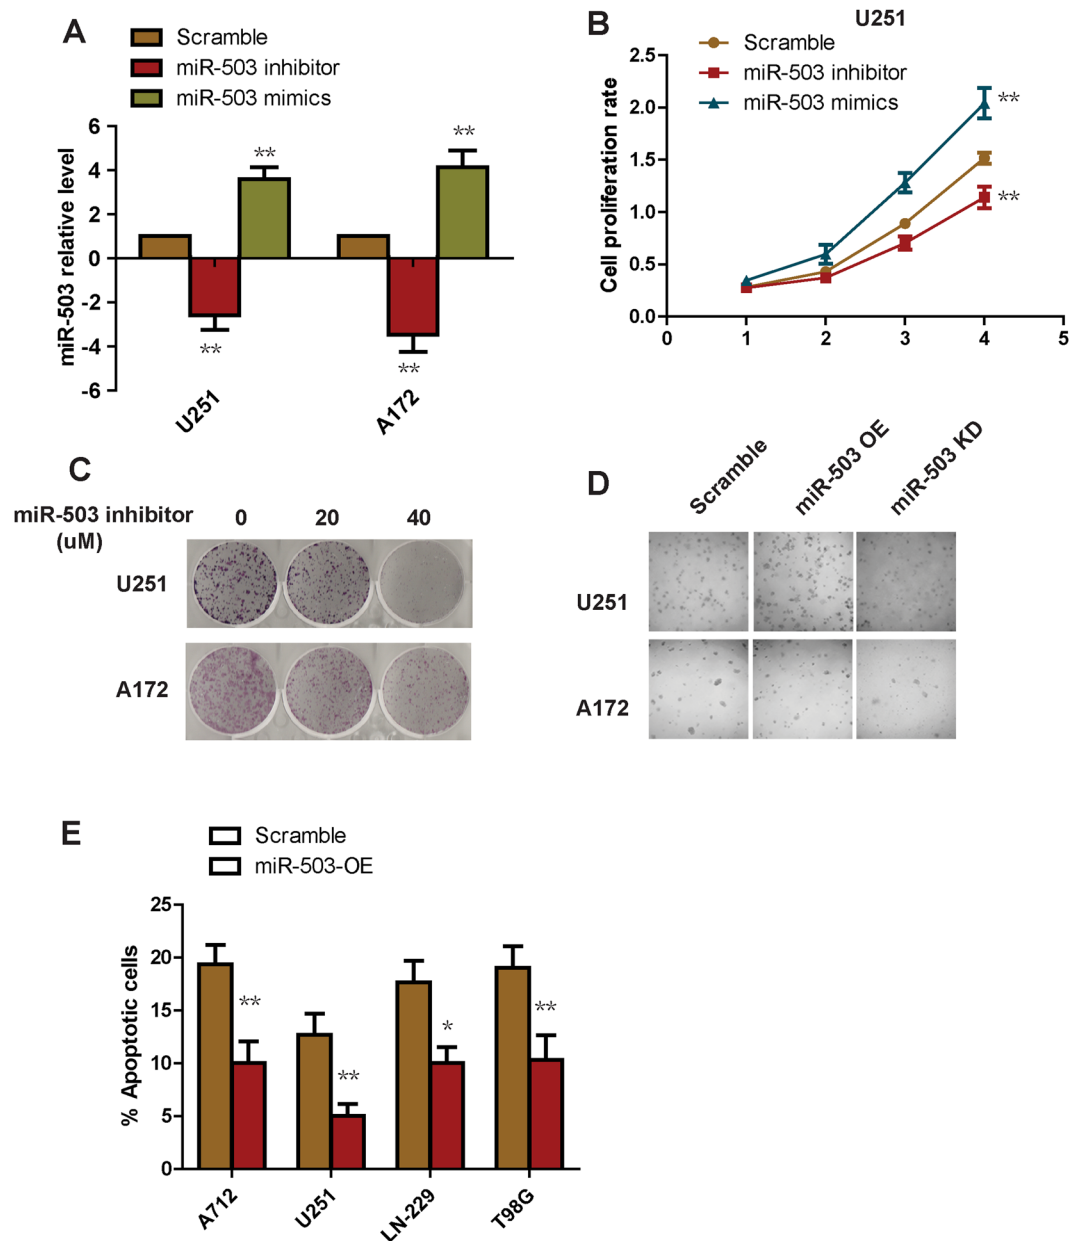 A
Scramble
miR-503 inhibitor
miR-503 mimics
miR-503 relative level
6
4
2
0
-2
-4
-6
**
**
**
**
U251
A172
B
U251
Scramble
miR-503 inhibitor
miR-503 mimics
Cell proliferation rate
2.5
2.0
1.5
1.0
0.5
0.0
**
**
0 1 2 3 4 5
C
miR-503 inhibitor 0 20 40
(uM)
U251
A172
D
Scramble
miR-503 OE
miR-503 KD
U251
A172
E
Scramble
miR-503-OE
% Apoptotic cells
25
20
15
10
5
0
**
**
*
**
A712
U251
LN-229
T98G